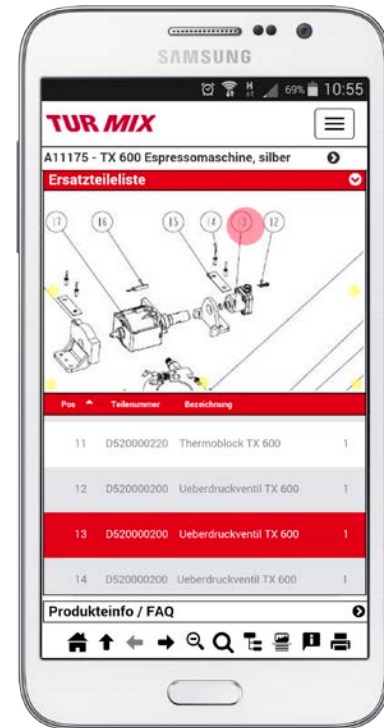 SAMSUNG
H 69% 10:55
TURMIX
A11175 - TX 600 Espressomaschine, silber
Ersatzteileliste
17 16 15 14 13 12
Pos Teilenummer Bezeichnung
11 D520000220 Thermoblock TX 600 1
12 D520000200 Ueberdruckventil TX 600 1
13 D520000200 Ueberdruckventil TX 600 1
14 D520000200 Ueberdruckventil TX 600 1
Produkteinfo / FAQ